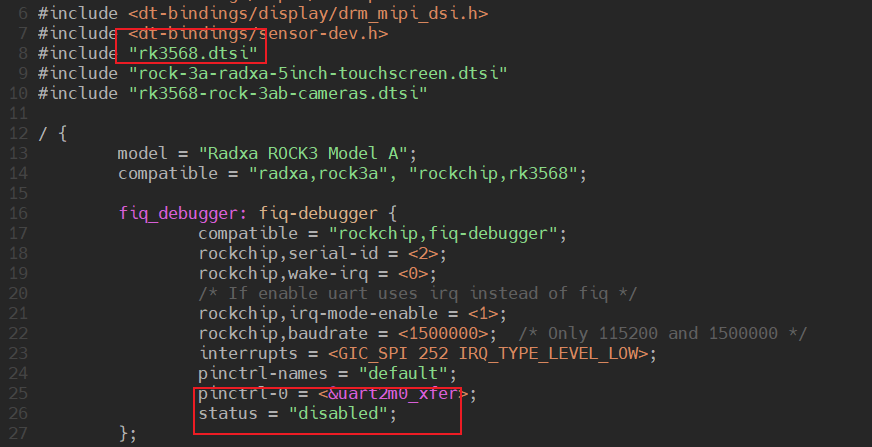 6 #include <dt-bindings/display/drm_mipi_dsi.h>
7 #include <dt-bindings/sensor-dev.h>
8 #include "rk3568.dtsi"
9 #include "rock-3a-radxa-5inch-touchscreen.dtsi"
10 #include "rk3568-rock-3ab-cameras.dtsi"
11
12 / {
13 model = "Radxa ROCK3 Model A";
14 compatible = "radxa,rock3a", "rockchip,rk3568";
15
16 fiq_debugger: fiq-debugger {
17 compatible = "rockchip,fiq-debugger";
18 rockchip,serial-id = <2>;
19 rockchip,wake-irq = <0>;
20 /* If enable uart uses irq instead of fiq */
21 rockchip,irq-mode-enable = <1>;
22 rockchip,baudrate = <1500000>; /* Only 115200 and 1500000 */
23 interrupts = <GIC_SPI 252 IRQ_TYPE_LEVEL_LOW>;
24 pinctrl-names = "default";
25 pinctrl-0 = <&uart2m0_xfer>;
26 status = "disabled";
27 };